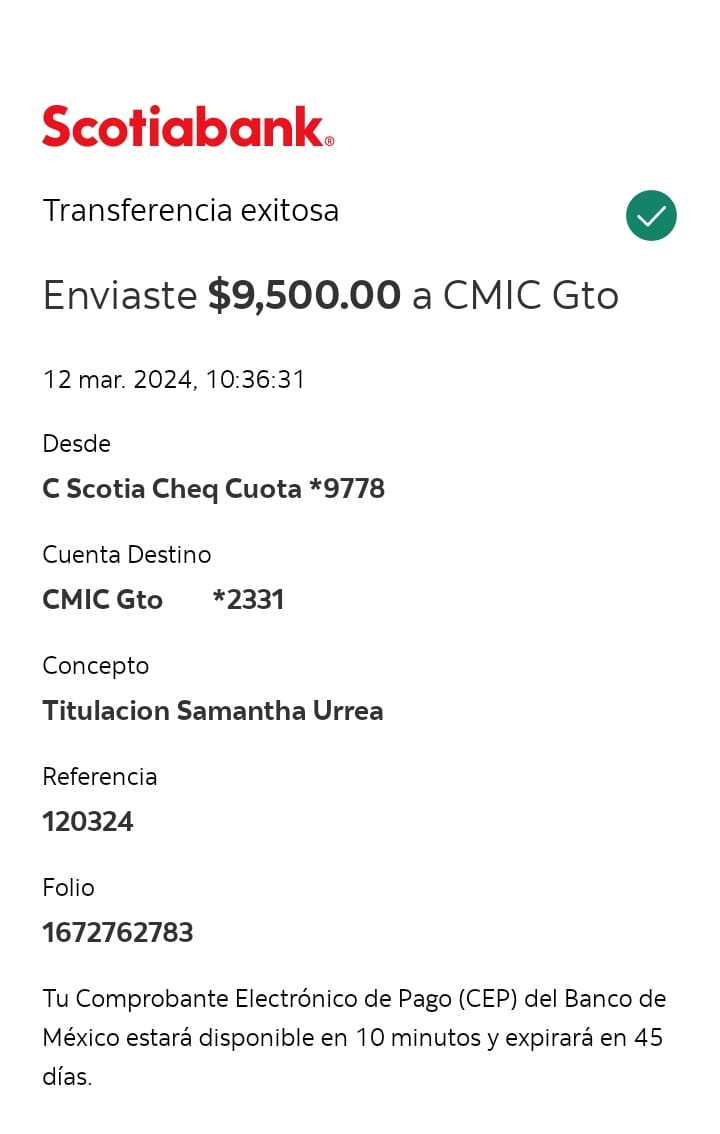 Scotiabank®
Transferencia exitosa
Enviaste $9,500.00 a CMIC Gto
12 mar. 2024, 10:36:31
Desde
C Scotia Cheq Cuota *9778
Cuenta Destino
CMIC Gto *2331
Concepto
Titulacion Samantha Urrea
Referencia
120324
Folio
1672762783
Tu Comprobante Electrónico de Pago (CEP) del Banco de
México estará disponible en 10 minutos y expirará en 45
días.